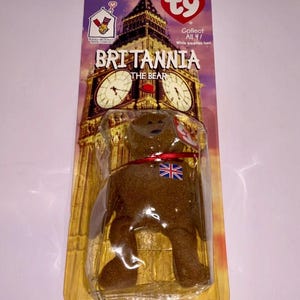 ty
Collect
All 4!
While supplies last!
BRITANNIA
THE BEAR